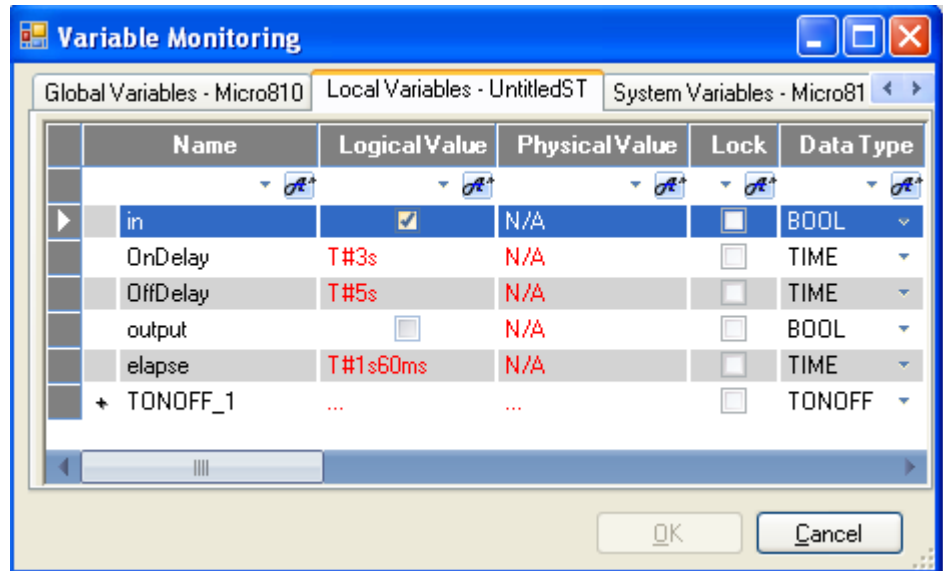 Variable Monitoring
Global Variables - Micro810 Local Variables - UntitledST System Variables - Micro81
Name Logical Value Physical Value Lock Data Type
in N/A BOOL
OnDelay T#3s N/A TIME
OffDelay T#5s N/A TIME
output N/A BOOL
elapse T#1s60ms N/A TIME
+ TONOFF_1 ... ... TONOFF
OK Cancel